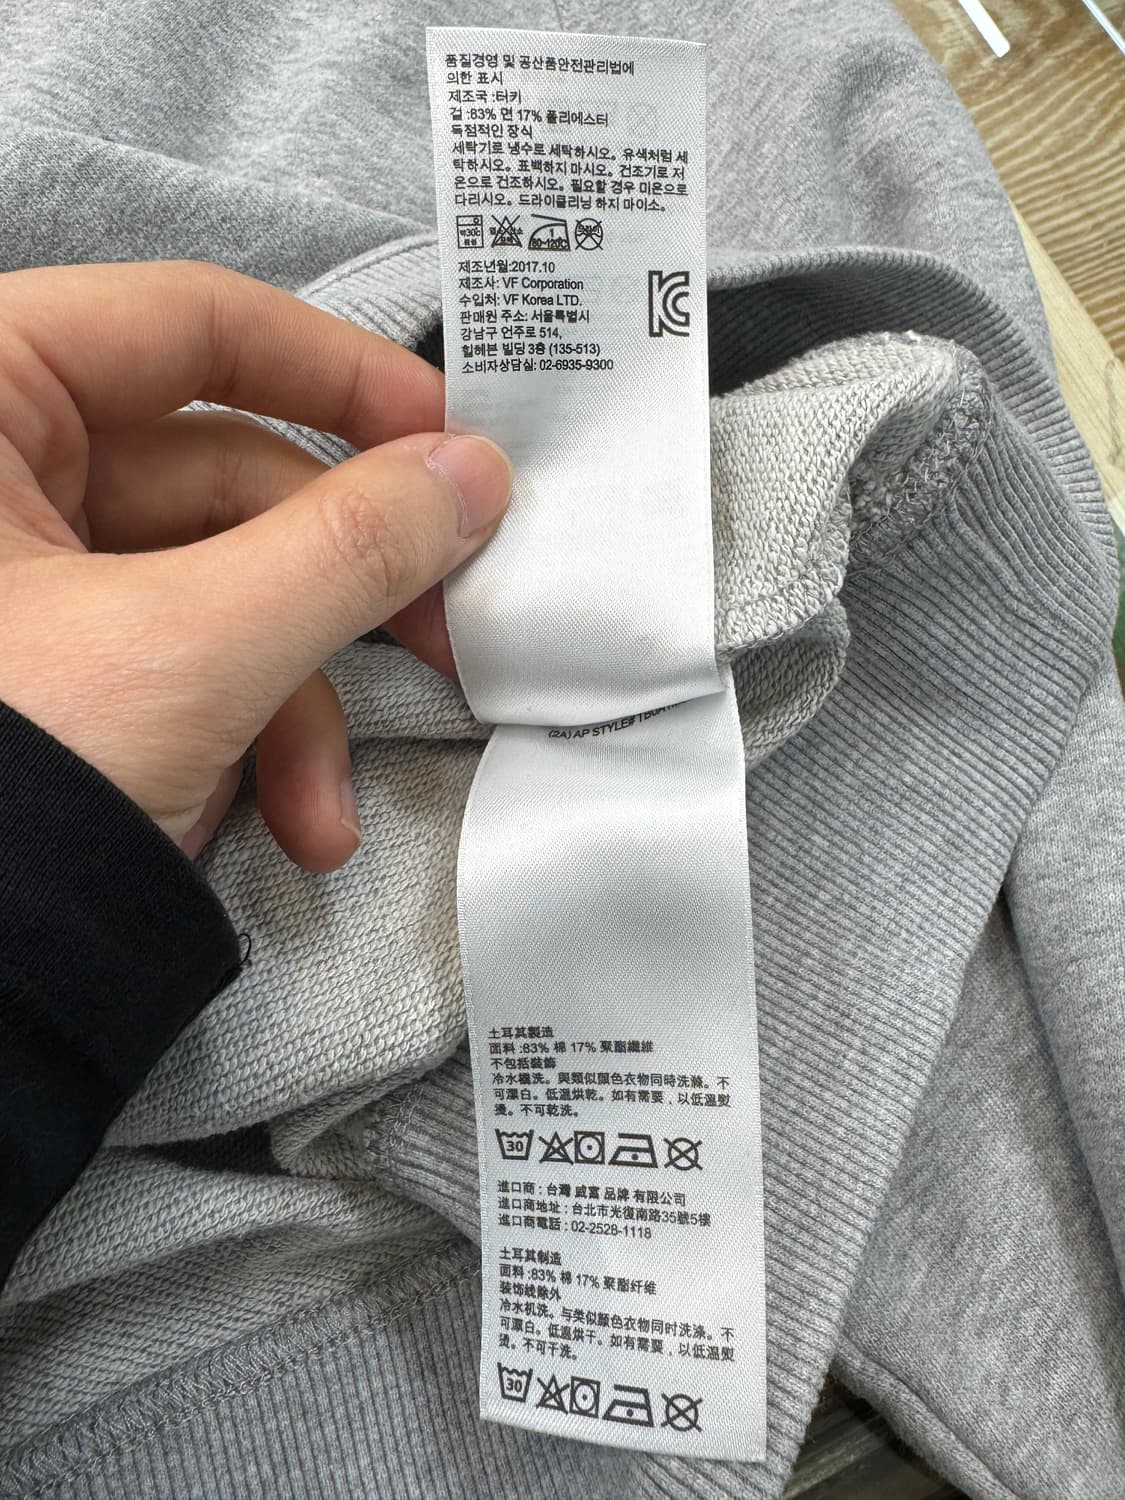 품질경영 및 공산품안전관리법에
의한 표시
제조국 :터키
겉 :83% 면 17% 폴리에스터
독점적인 장식
세탁기로 냉수로 세탁하시오. 유색처럼 세
탁하시오. 표백하지 마시오. 건조기로 저
온으로 건조하시오. 필요할 경우 미온으로
다리시오. 드라이클리닝 하지 마이소.
약30℃
80~120℃
제조년월:2017.10
제조사: VF Corporation
수입처: VF Korea LTD.
판매원 주소: 서울특별시
강남구 언주로 514,
힐헤븐 빌딩 3층 (135-513)
소비자상담실: 02-6935-9300
(2A) AP STYLE#
土耳其製造
面料 :83% 棉 17% 聚酯纖維
不包括裝飾
冷水機洗。與類似顏色衣物同時洗滌。不
可漂白。低溫烘乾。如有需要﹐以低溫熨
燙。不可乾洗。
30
進口商 : 台灣 威富 品牌 有限公司
進口商地址 : 台北市光復南路35號5樓
進口商電話 : 02-2528-1118
土耳其制造
面料 :83% 棉 17% 聚酯纤维
装饰线除外
冷水机洗。与类似颜色衣物同时洗涤。不
可漂白。低温烘干。如有需要﹐以低温熨
烫。不可干洗。
30